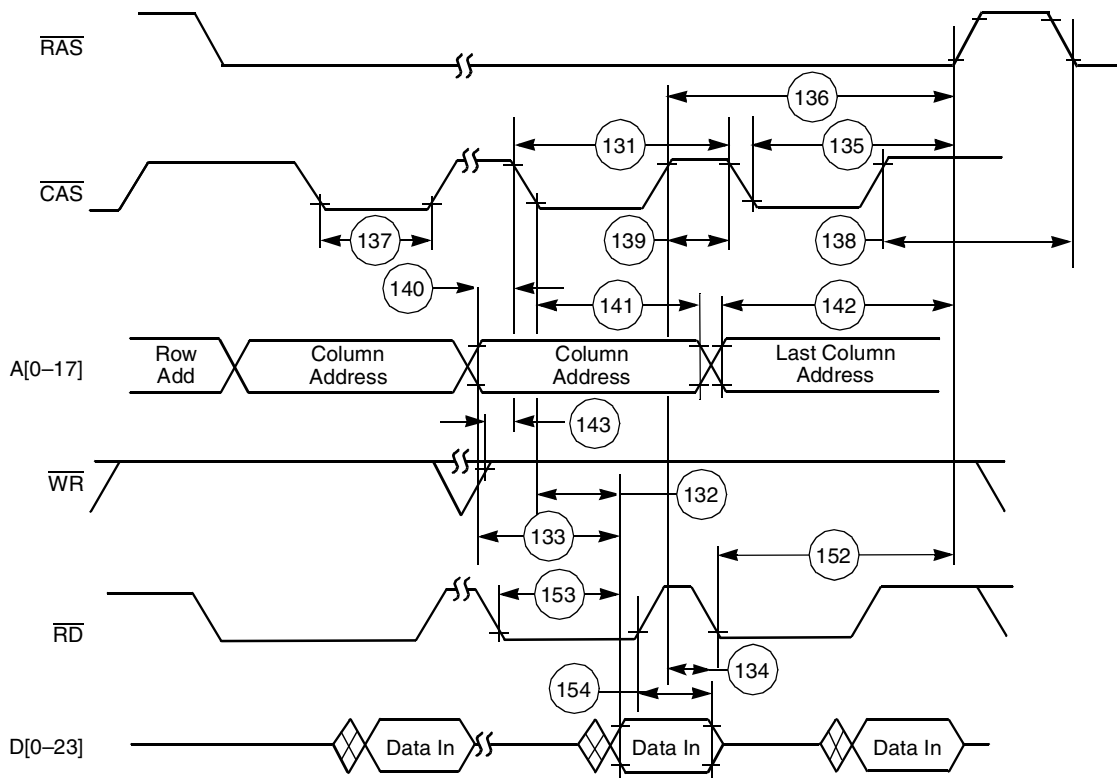 RAS
136
131
135
CAS
137
139
138
140
141
142
A[0–17]
Row
Add
Column
Address
Column
Address
Last Column
Address
143
WR
132
133
152
153
RD
134
154
D[0–23]
Data In
Data In
Data In